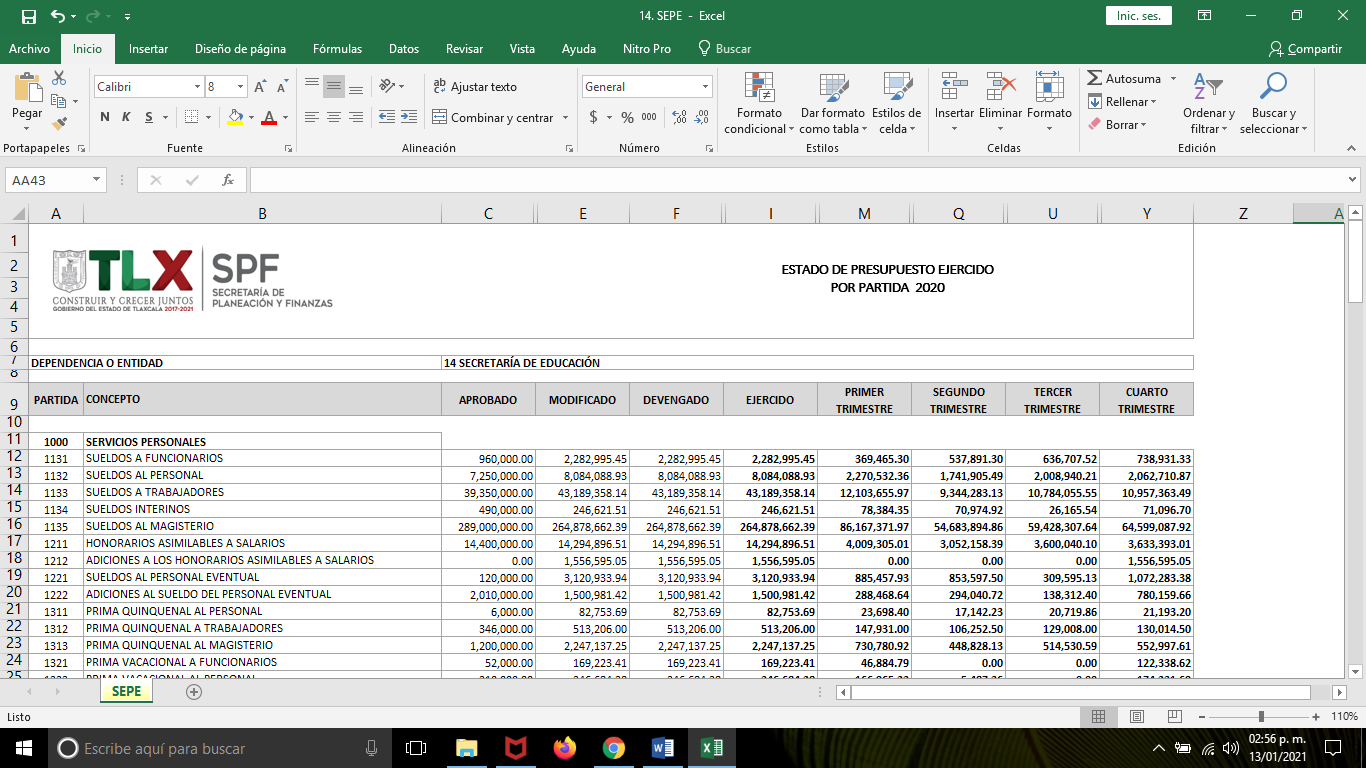 14. SEPE - Excel
Inic. ses.
Archivo Inicio Insertar Diseño de página Fórmulas Datos Revisar Vista Ayuda Nitro Pro Buscar Compartir
Pegar
Calibri 8
N K S
ab Ajustar texto
Combinar y centrar
General
$ % 000
Formato condicional
Dar formato como tabla
Estilos de celda
Insertar Eliminar Formato
Autosuma
Rellenar
Borrar
Ordenar y filtrar
Buscar y seleccionar
Portapapeles Fuente Alineación Número Estilos Celdas Edición
AA43 fx
A B C E F I M Q U Y Z A
1
2
3
4
5
TLX SPF
SECRETARÍA DE
PLANEACIÓN Y FINANZAS
CONSTRUIR Y CRECER JUNTOS
GOBIERNO DEL ESTADO DE TLAXCALA 2017-2021
ESTADO DE PRESUPUESTO EJERCIDO
POR PARTIDA 2020
6
7 DEPENDENCIA O ENTIDAD 14 SECRETARÍA DE EDUCACIÓN
8
9 PARTIDA CONCEPTO APROBADO MODIFICADO DEVENGADO EJERCIDO PRIMER TRIMESTRE SEGUNDO TRIMESTRE TERCER TRIMESTRE CUARTO TRIMESTRE
10
11 1000 SERVICIOS PERSONALES
12 1131 SUELDOS A FUNCIONARIOS 960,000.00 2,282,995.45 2,282,995.45 2,282,995.45 369,465.30 537,891.30 636,707.52 738,931.33
13 1132 SUELDOS AL PERSONAL 7,250,000.00 8,084,088.93 8,084,088.93 8,084,088.93 2,270,532.36 1,741,905.49 2,008,940.21 2,062,710.87
14 1133 SUELDOS A TRABAJADORES 39,350,000.00 43,189,358.14 43,189,358.14 43,189,358.14 12,103,655.97 9,344,283.13 10,784,055.55 10,957,363.49
15 1134 SUELDOS INTERINOS 490,000.00 246,621.51 246,621.51 246,621.51 78,384.35 70,974.92 26,165.54 71,096.70
16 1135 SUELDOS AL MAGISTERIO 289,000,000.00 264,878,662.39 264,878,662.39 264,878,662.39 86,167,371.97 54,683,894.86 59,428,307.64 64,599,087.92
17 1211 HONORARIOS ASIMILABLES A SALARIOS 14,400,000.00 14,294,896.51 14,294,896.51 14,294,896.51 4,009,305.01 3,052,158.39 3,600,040.10 3,633,393.01
18 1212 ADICIONES A LOS HONORARIOS ASIMILABLES A SALARIOS 0.00 1,556,595.05 1,556,595.05 1,556,595.05 0.00 0.00 0.00 1,556,595.05
19 1221 SUELDOS AL PERSONAL EVENTUAL 120,000.00 3,120,933.94 3,120,933.94 3,120,933.94 885,457.93 853,597.50 309,595.13 1,072,283.38
20 1222 ADICIONES AL SUELDO DEL PERSONAL EVENTUAL 2,010,000.00 1,500,981.42 1,500,981.42 1,500,981.42 288,468.64 294,040.72 138,312.40 780,159.66
21 1311 PRIMA QUINQUENAL AL PERSONAL 6,000.00 82,753.69 82,753.69 82,753.69 23,698.40 17,142.23 20,719.86 21,193.20
22 1312 PRIMA QUINQUENAL A TRABAJADORES 346,000.00 513,206.00 513,206.00 513,206.00 147,931.00 106,252.50 129,008.00 130,014.50
23 1313 PRIMA QUINQUENAL AL MAGISTERIO 1,200,000.00 2,247,137.25 2,247,137.25 2,247,137.25 730,780.92 448,828.13 514,530.59 552,997.61
24 1321 PRIMA VACACIONAL A FUNCIONARIOS 52,000.00 169,223.41 169,223.41 169,223.41 46,884.79 0.00 0.00 122,338.62
25
SEPE
Listo 110%
Escribe aquí para buscar
02:56 p. m.
13/01/2021